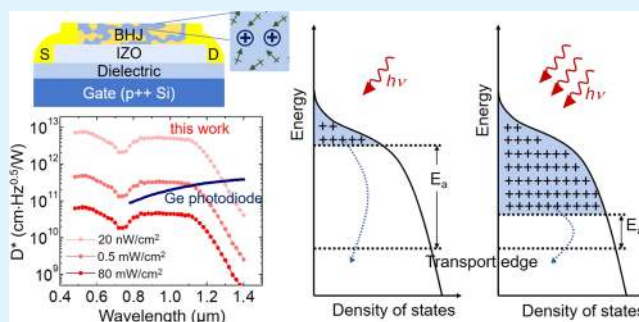 BHJ
S
IZO
D
Dielectric
Gate (p++ Si)
D* (cm·Hz^0.5/W)
10^13
10^12
10^11
10^10
10^9
this work
Ge photodiode
20 nW/cm²
0.5 mW/cm²
80 mW/cm²
0.4 0.6 0.8 1.0 1.2 1.4
Wavelength (μm)
Energy
hν
E_a
Transport edge
Density of states
Energy
hν
E_a
Density of states